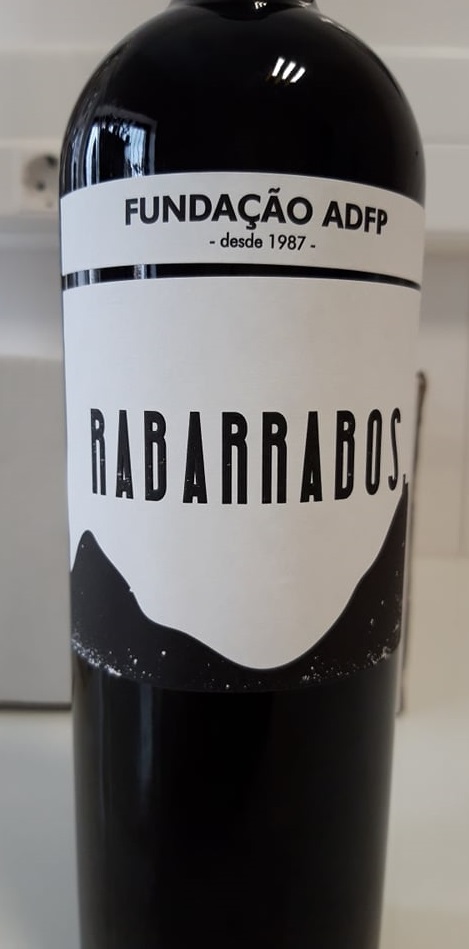 FUNDAÇÃO ADFP
- desde 1987 -
RABARRABOS